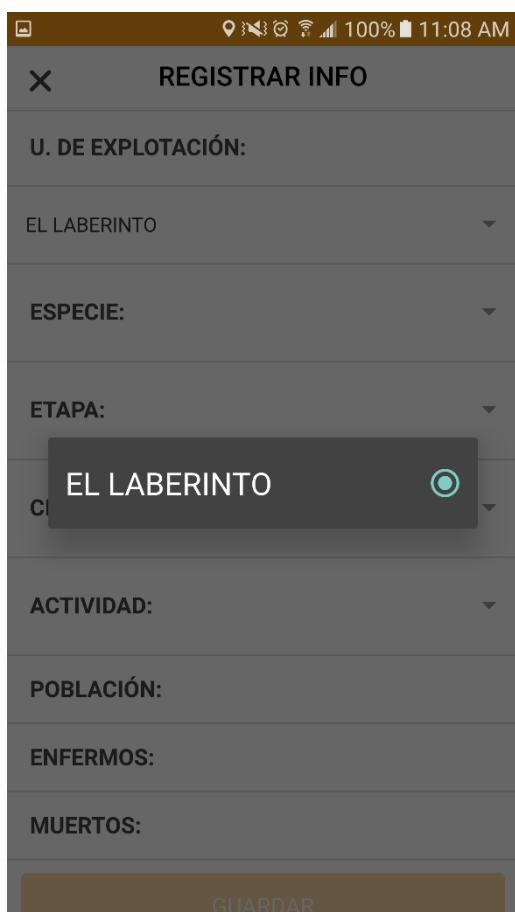 100% 11:08 AM
REGISTRAR INFO
U. DE EXPLOTACIÓN:
EL LABERINTO
ESPECIE:
ETAPA:
EL LABERINTO
ACTIVIDAD:
POBLACIÓN:
ENFERMOS:
MUERTOS:
GUARDAR